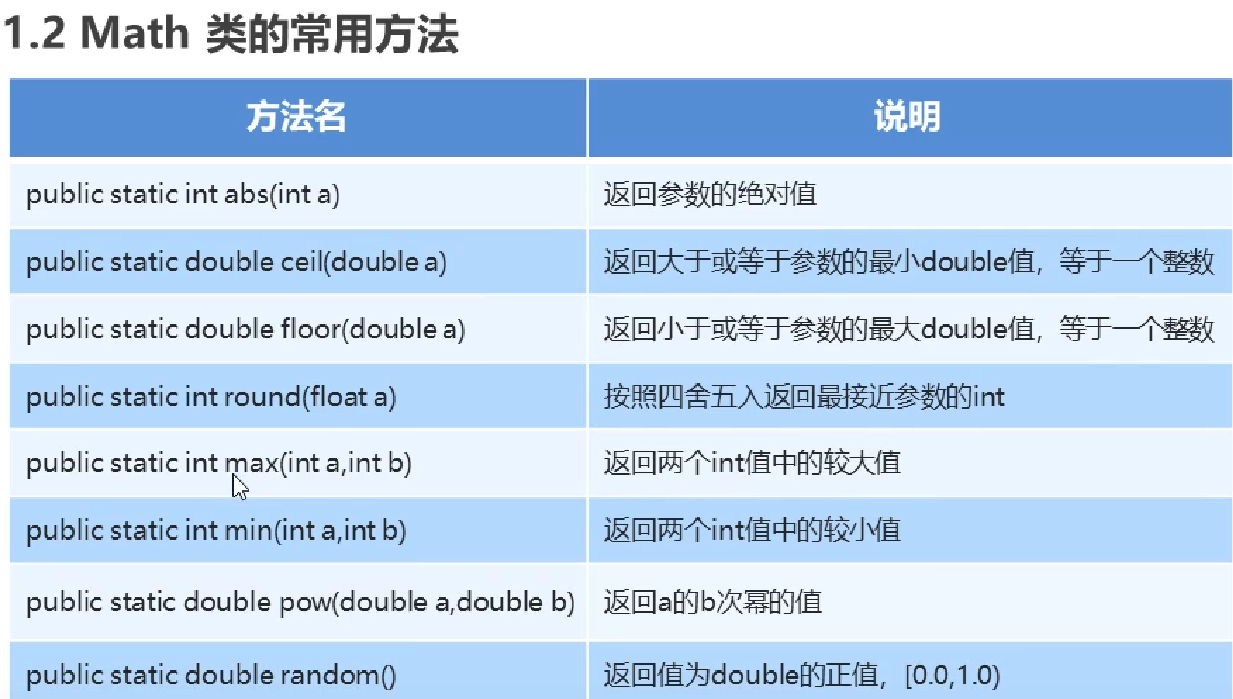 1.2 Math 类的常用方法
方法名 说明
public static int abs(int a) 返回参数的绝对值
public static double ceil(double a) 返回大于或等于参数的最小double值，等于一个整数
public static double floor(double a) 返回小于或等于参数的最大double值，等于一个整数
public static int round(float a) 按照四舍五入返回最接近参数的int
public static int max(int a,int b) 返回两个int值中的较大值
public static int min(int a,int b) 返回两个int值中的较小值
public static double pow(double a,double b) 返回a的b次幂的值
public static double random() 返回值为double的正值，[0.0,1.0)